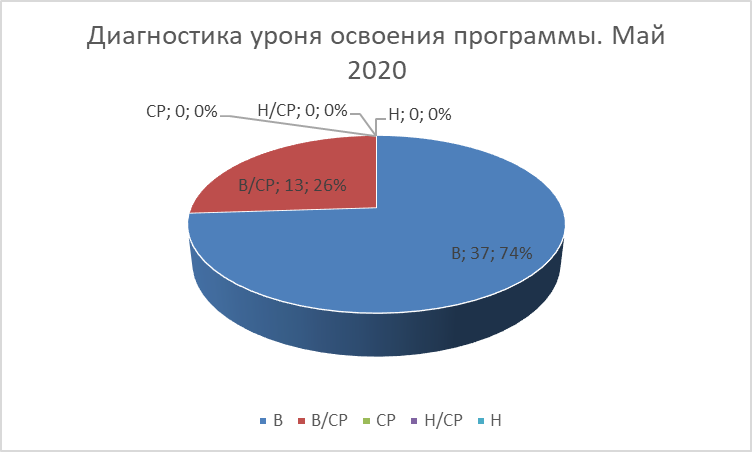 Диагностика уроня освоения программы. Май
2020
СР; 0; 0%
Н/СР; 0; 0%
Н; 0; 0%
В/СР; 13; 26%
В; 37; 74%
В В/СР СР Н/СР Н